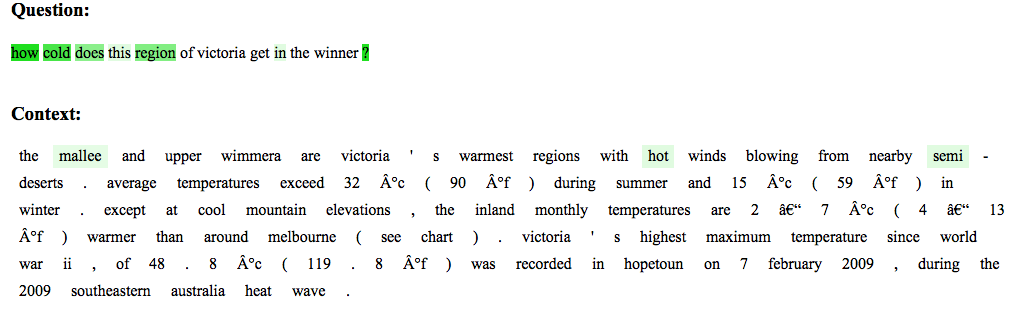 Question:
how cold does this region of victoria get in the winner ?
Context:
the mallee and upper wimmera are victoria ' s warmest regions with hot winds blowing from nearby semi -
deserts . average temperatures exceed 32 Â°c ( 90 Â°f ) during summer and 15 Â°c ( 59 Â°f ) in
winter . except at cool mountain elevations , the inland monthly temperatures are 2 â€“ 7 Â°c ( 4 â€“ 13
Â°f ) warmer than around melbourne ( see chart ) . victoria ' s highest maximum temperature since world
war ii , of 48 . 8 Â°c ( 119 . 8 Â°f ) was recorded in hopetoun on 7 february 2009 , during the
2009 southeastern australia heat wave .